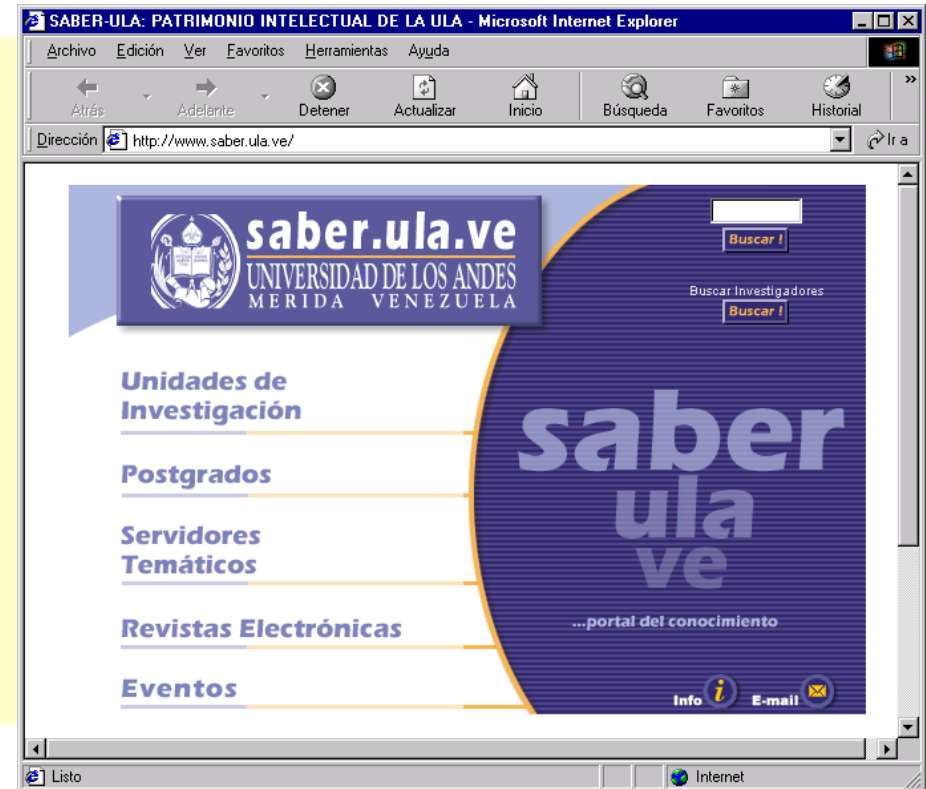 SABER-ULA: PATRIMONIO INTELECTUAL DE LA ULA - Microsoft Internet Explorer
Archivo Edición Ver Favoritos Herramientas Ayuda
Atrás Adelante Detener Actualizar Inicio Búsqueda Favoritos Historial »
Dirección http://www.saber.ula.ve/ Ir a
saber.ula.ve
UNIVERSIDAD DE LOS ANDES
MERIDA VENEZUELA
Buscar !
Buscar Investigadores
Buscar !
Unidades de
Investigación
Postgrados
Servidores
Temáticos
Revistas Electrónicas
Eventos
saber
ula
ve
...portal del conocimiento
Info i E-mail
Listo Internet